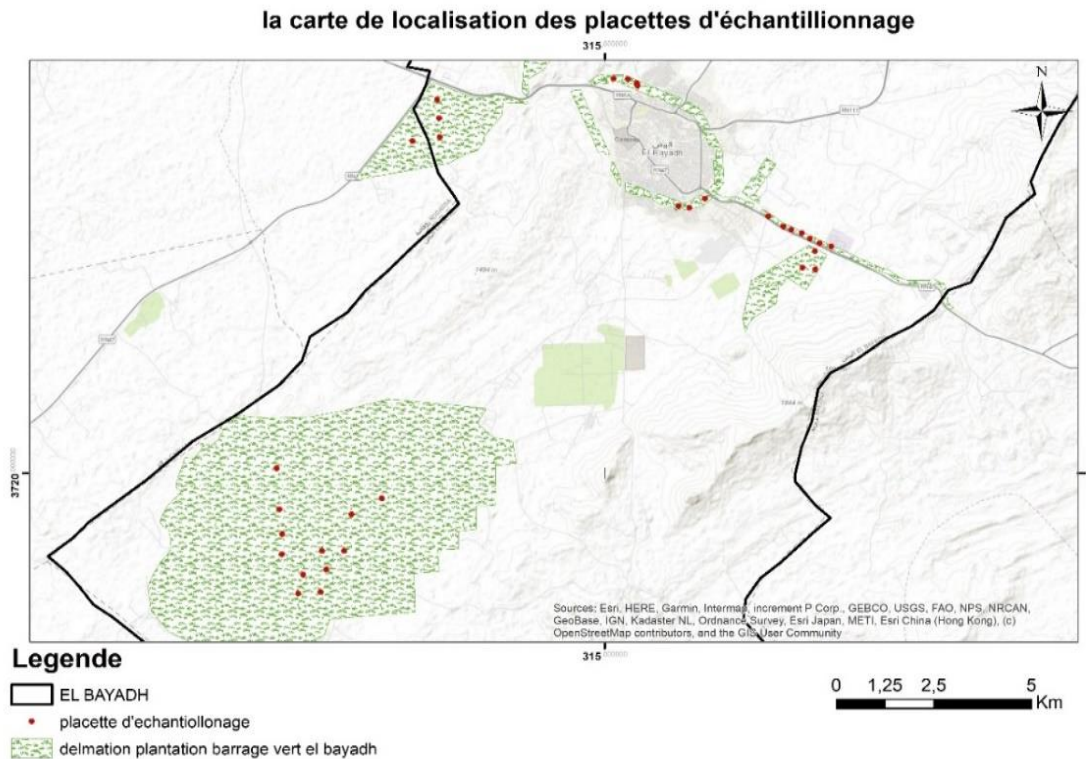 la carte de localisation des placettes d'échantillionnage
315000000
N
El Bayadh
3720000000
Sources: Esri, HERE, Garmin, Intermap, increment P Corp., GEBCO, USGS, FAO, NPS, NRCAN,
GeoBase, IGN, Kadaster NL, Ordnance Survey, Esri Japan, METI, Esri China (Hong Kong), (c)
OpenStreetMap contributors, and the GIS User Community
315000000
Legende
EL BAYADH
placette d'echantiollonage
delmation plantation barrage vert el bayadh
0 1,25 2,5 5
Km